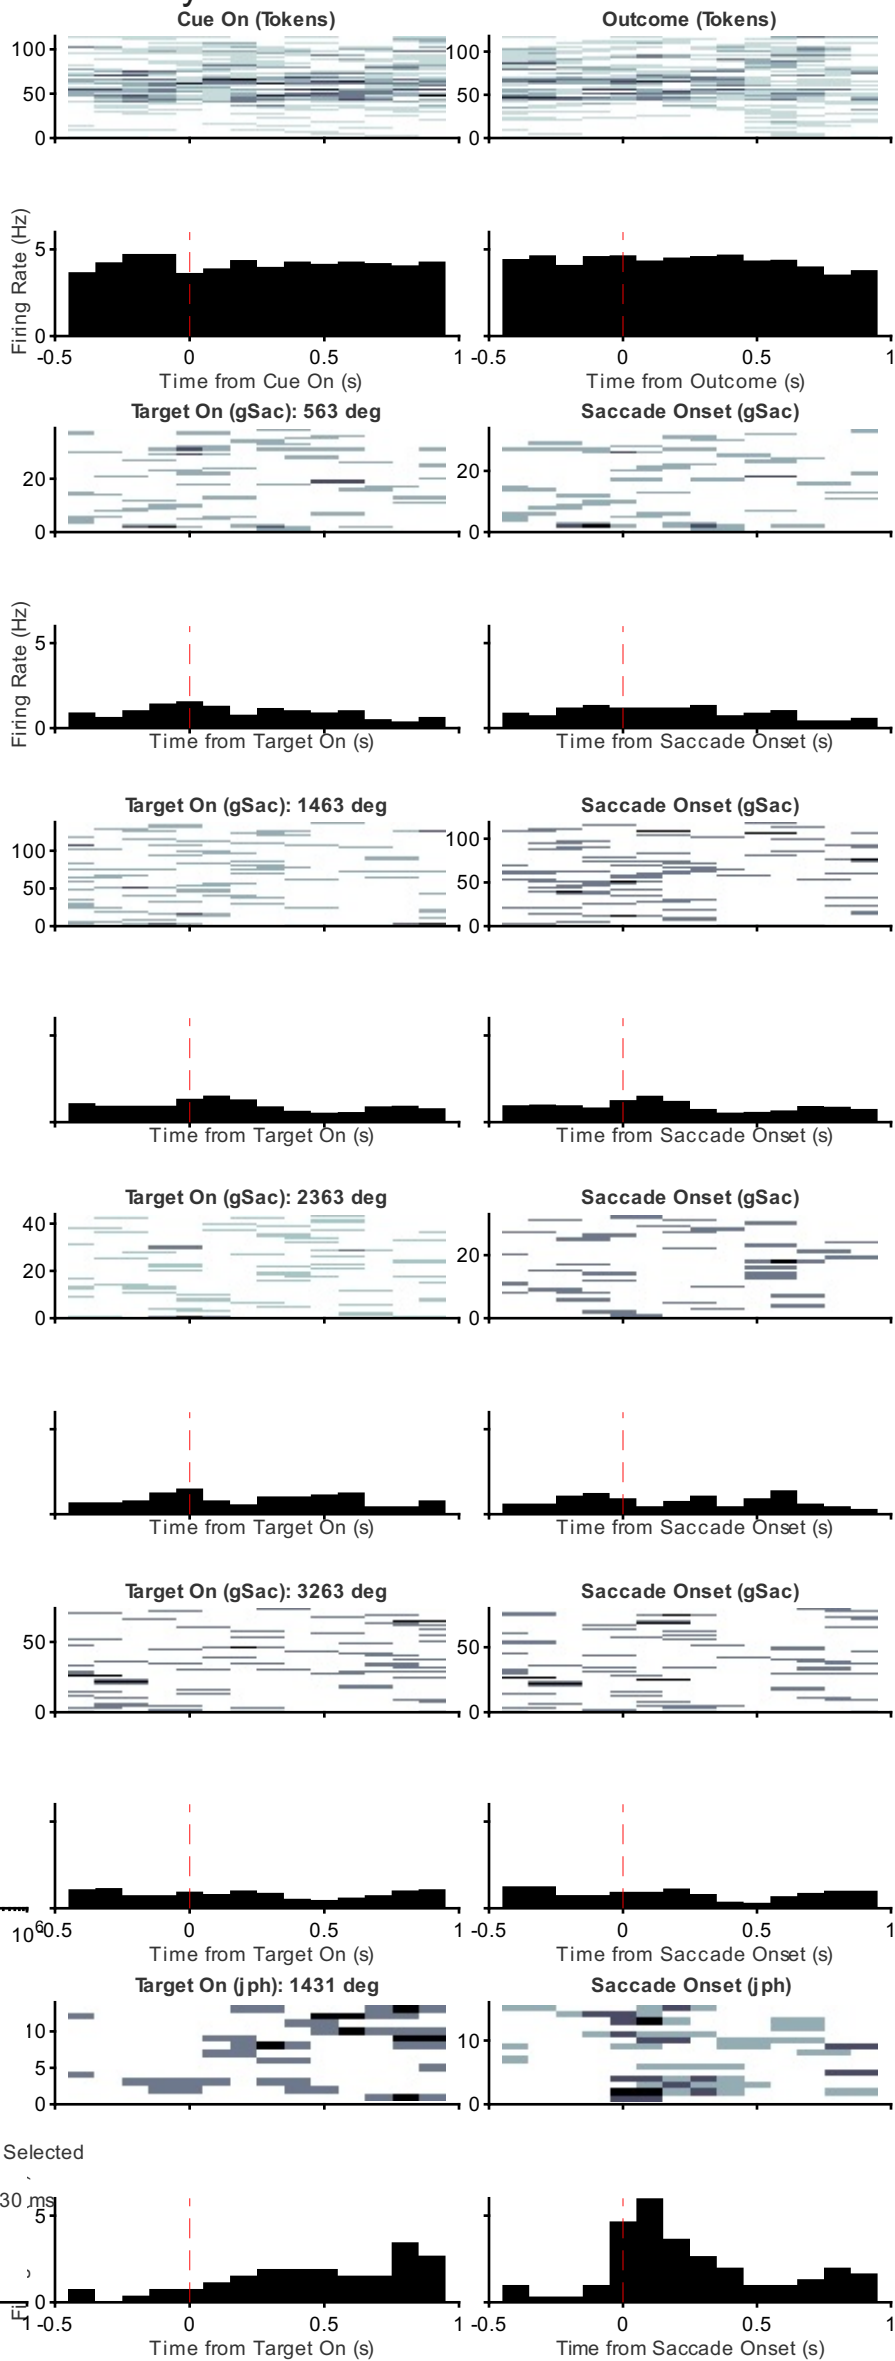 Cue On (Tokens) Outcome (Tokens)
100 100
50 50
0 0
Firing Rate (Hz)
5
0
-0.5 0 0.5 1 -0.5 0 0.5 1
Time from Cue On (s) Time from Outcome (s)
Target On (gSac): 563 deg Saccade Onset (gSac)
20 20
0 0
Firing Rate (Hz)
5
0
Time from Target On (s) Time from Saccade Onset (s)
Target On (gSac): 1463 deg Saccade Onset (gSac)
100 100
50 50
0 0
Time from Target On (s) Time from Saccade Onset (s)
Target On (gSac): 2363 deg Saccade Onset (gSac)
40
20 20
0 0
Time from Target On (s) Time from Saccade Onset (s)
Target On (gSac): 3263 deg Saccade Onset (gSac)
50 50
0 0
10⁶ 0.5 0 0.5 1 -0.5 0 0.5 1
Time from Target On (s) Time from Saccade Onset (s)
Target On (jph): 1431 deg Saccade Onset (jph)
10 10
5
0 0
Selected
30 ms
5
0
1 -0.5 0 0.5 1 -0.5 0 0.5 1
Time from Target On (s) Time from Saccade Onset (s)